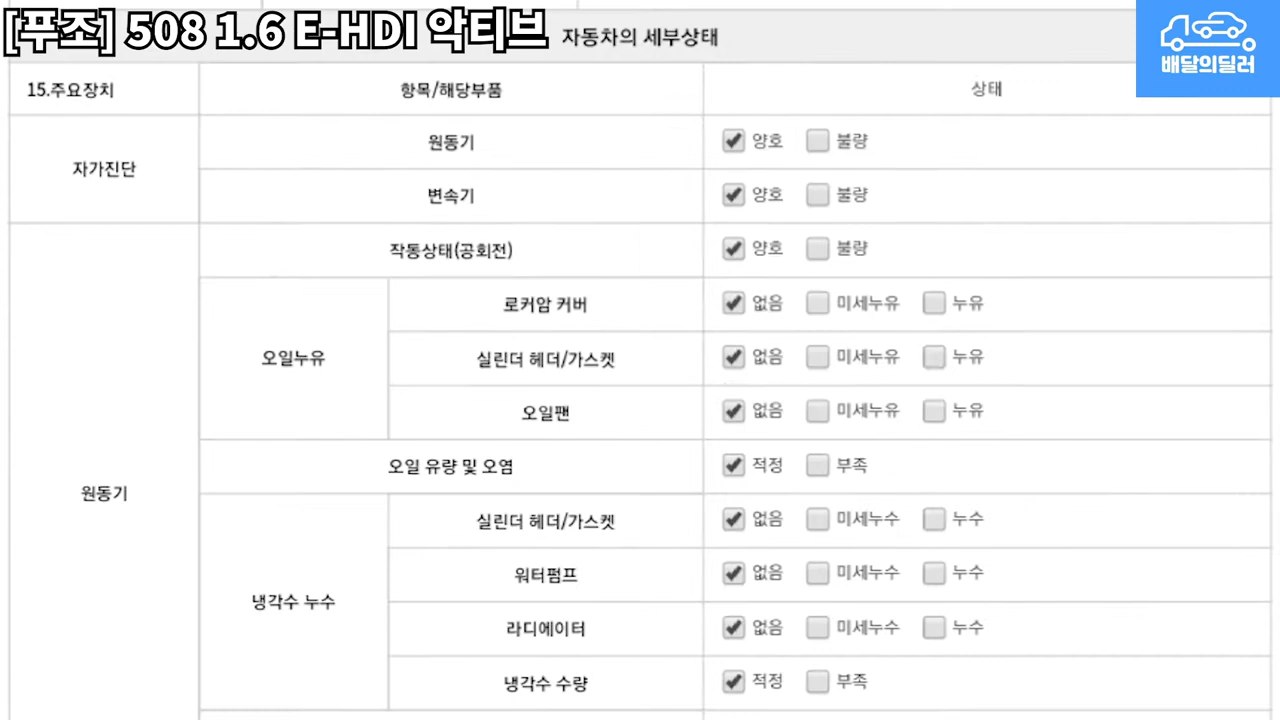 [푸조] 508 1.6 E-HDI 악티브
자동차의 세부상태
배달의딜러
15.주요장치 항목/해당부품 상태
자가진단
원동기 양호 불량
변속기 양호 불량
원동기
작동상태(공회전) 양호 불량
오일누유
로커암 커버 없음 미세누유 누유
실린더 헤더/가스켓 없음 미세누유 누유
오일팬 없음 미세누유 누유
오일 유량 및 오염 적정 부족
냉각수 누수
실린더 헤더/가스켓 없음 미세누수 누수
워터펌프 없음 미세누수 누수
라디에이터 없음 미세누수 누수
냉각수 수량 적정 부족